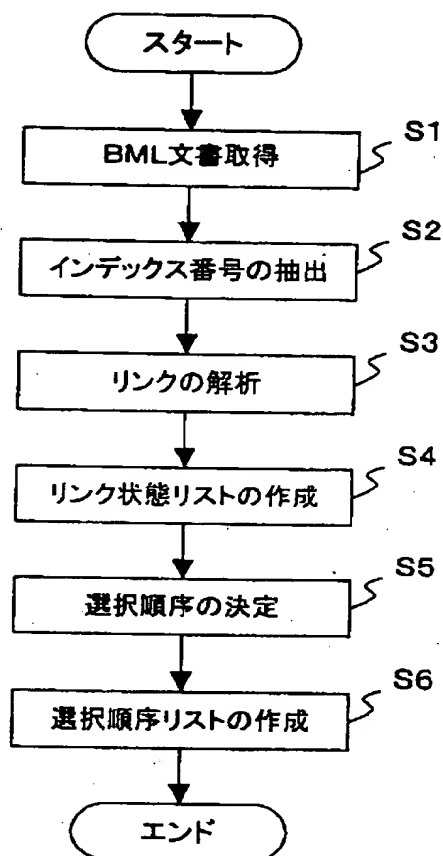 スタート
S1
BML文書取得
S2
インデックス番号の抽出
S3
リンクの解析
S4
リンク状態リストの作成
S5
選択順序の決定
S6
選択順序リストの作成
エンド